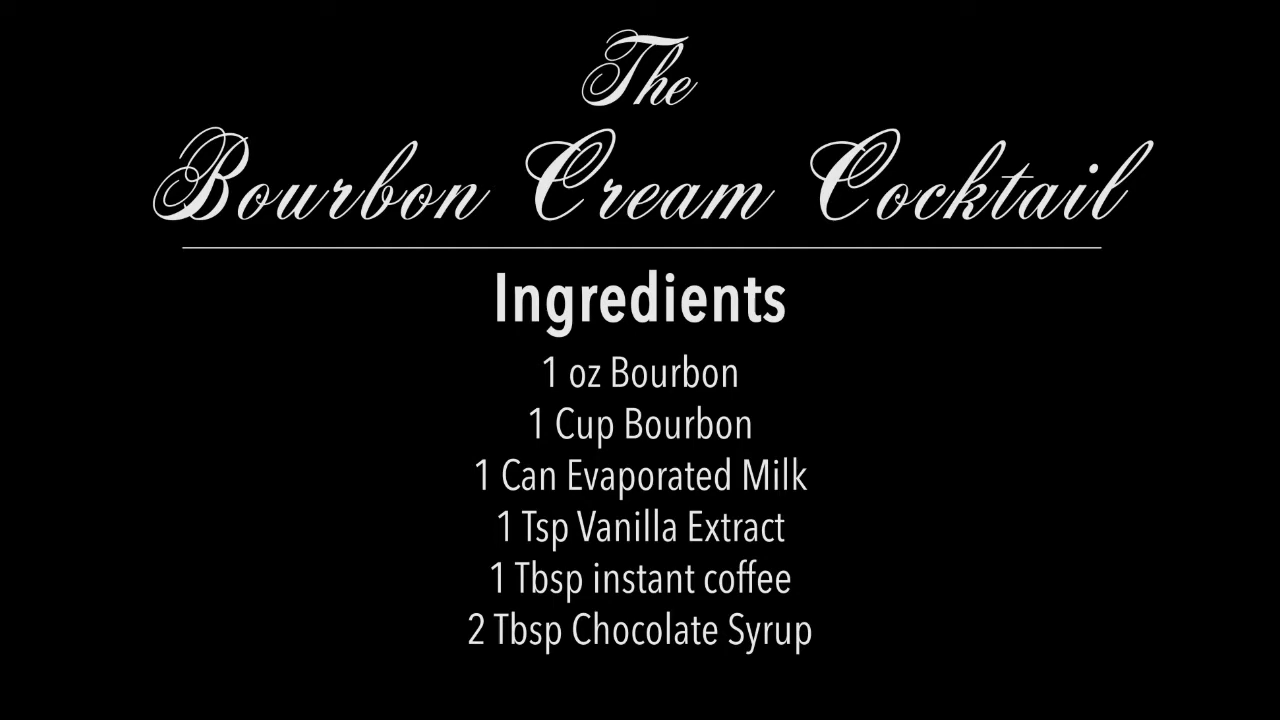 The
Bourbon Cream Cocktail
Ingredients
1 oz Bourbon
1 Cup Bourbon
1 Can Evaporated Milk
1 Tsp Vanilla Extract
1 Tbsp instant coffee
2 Tbsp Chocolate Syrup